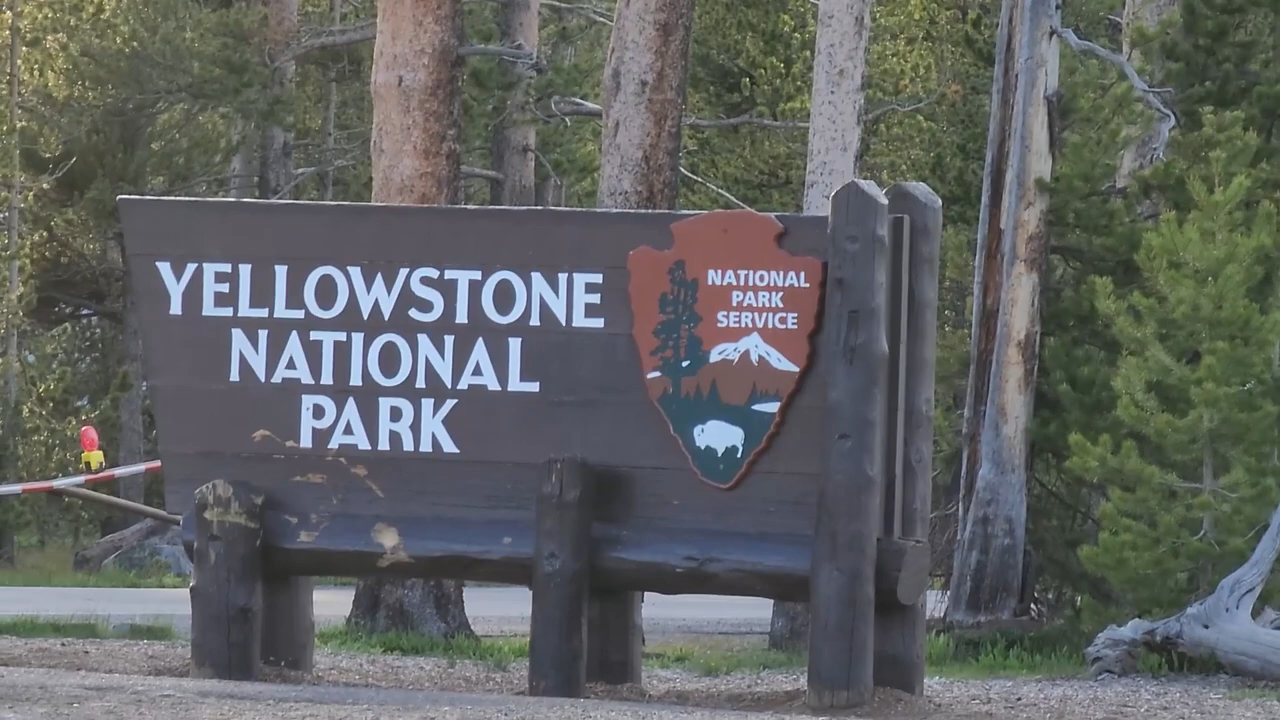 YELLOWSTONE
NATIONAL
PARK
NATIONAL
PARK
SERVICE